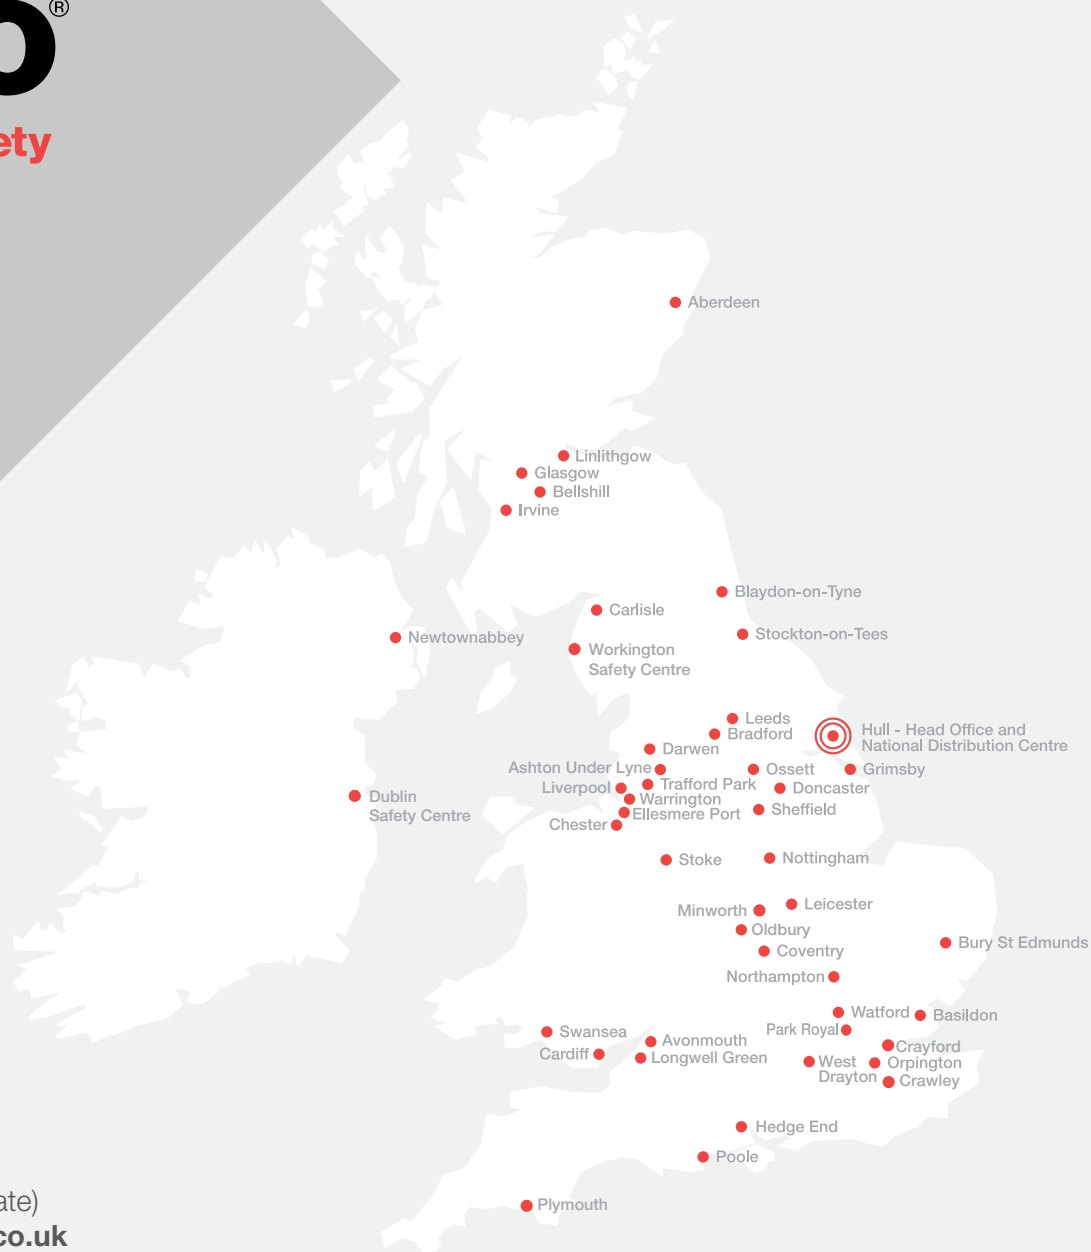 ®
Aberdeen
Linlithgow
Glasgow
Bellshill
Irvine
Blaydon-on-Tyne
Carlisle
Stockton-on-Tees
Newtownabbey
Workington
Safety Centre
Leeds
Hull - Head Office and
National Distribution Centre
Bradford
Darwen
Ashton Under Lyne
Ossett
Grimsby
Trafford Park
Liverpool
Doncaster
Warrington
Dublin
Safety Centre
Ellesmere Port
Sheffield
Chester
Stoke
Nottingham
Leicester
Minworth
Oldbury
Bury St Edmunds
Coventry
Northampton
Watford
Basildon
Park Royal
Swansea
Avonmouth
Crayford
Cardiff
Longwell Green
West
Drayton
Orpington
Crawley
Hedge End
Poole
Plymouth
co.uk